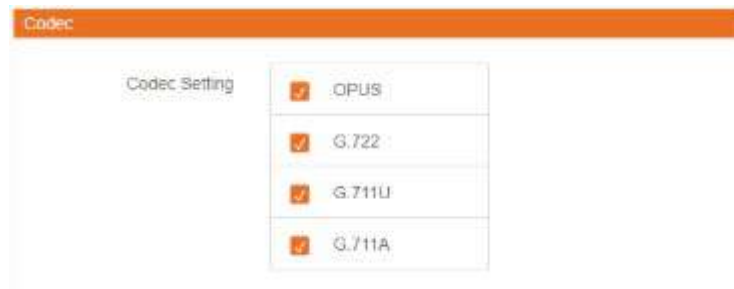 Codec
Codec Setting
OPUS
G.722
G.711U
G.711A